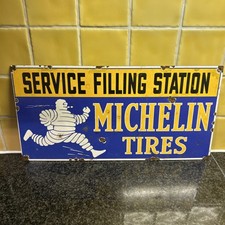 SERVICE FILLING STATION
MICHELIN
TIRES